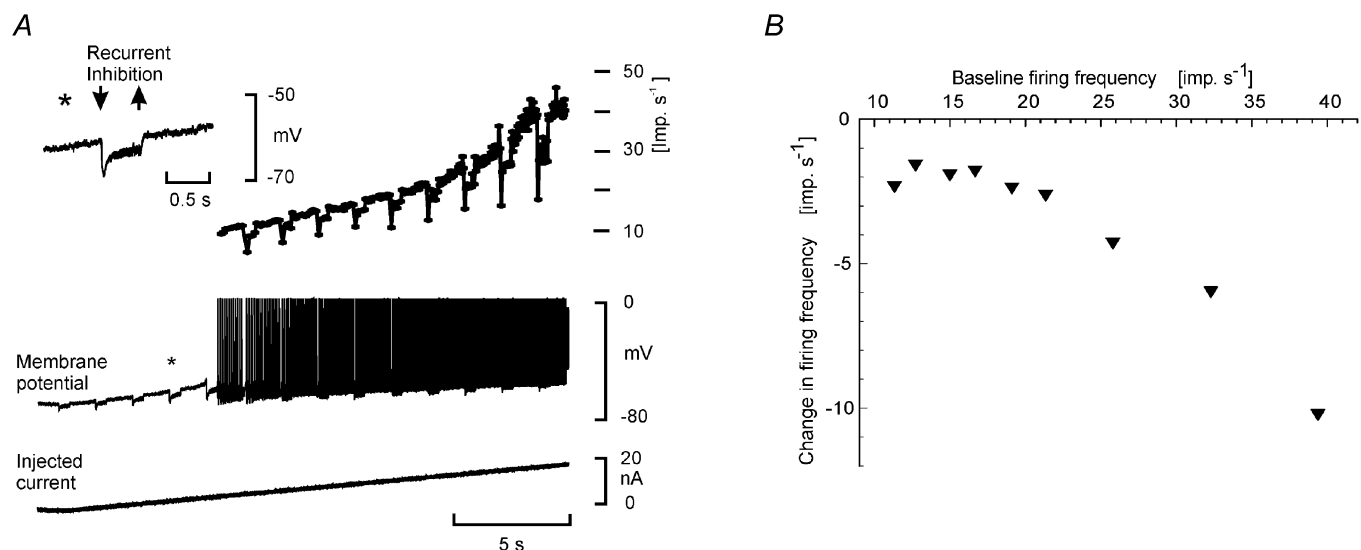 A
Recurrent
Inhibition
*
-50
mV
-70
0.5 s
50
30
10
[Imp. s-1]
Membrane
potential
*
0
mV
-80
Injected
current
20
nA
0
5 s
B
Baseline firing frequency [imp. s-1]
10 15 20 25 30 35 40
0
-5
-10
Change in firing frequency [imp. s-1]